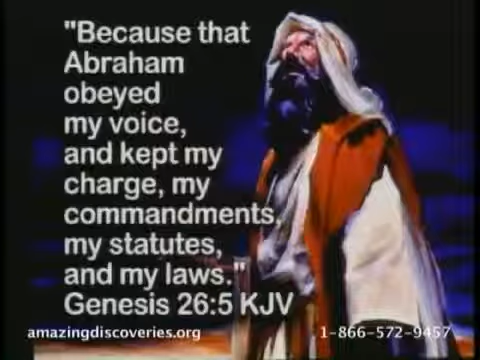 "Because that
Abraham
obeyed
my voice,
and kept my
charge, my
commandments,
my statutes,
and my laws."
Genesis 26:5 KJV
amazingdiscoveries.org 1-866-572-9457